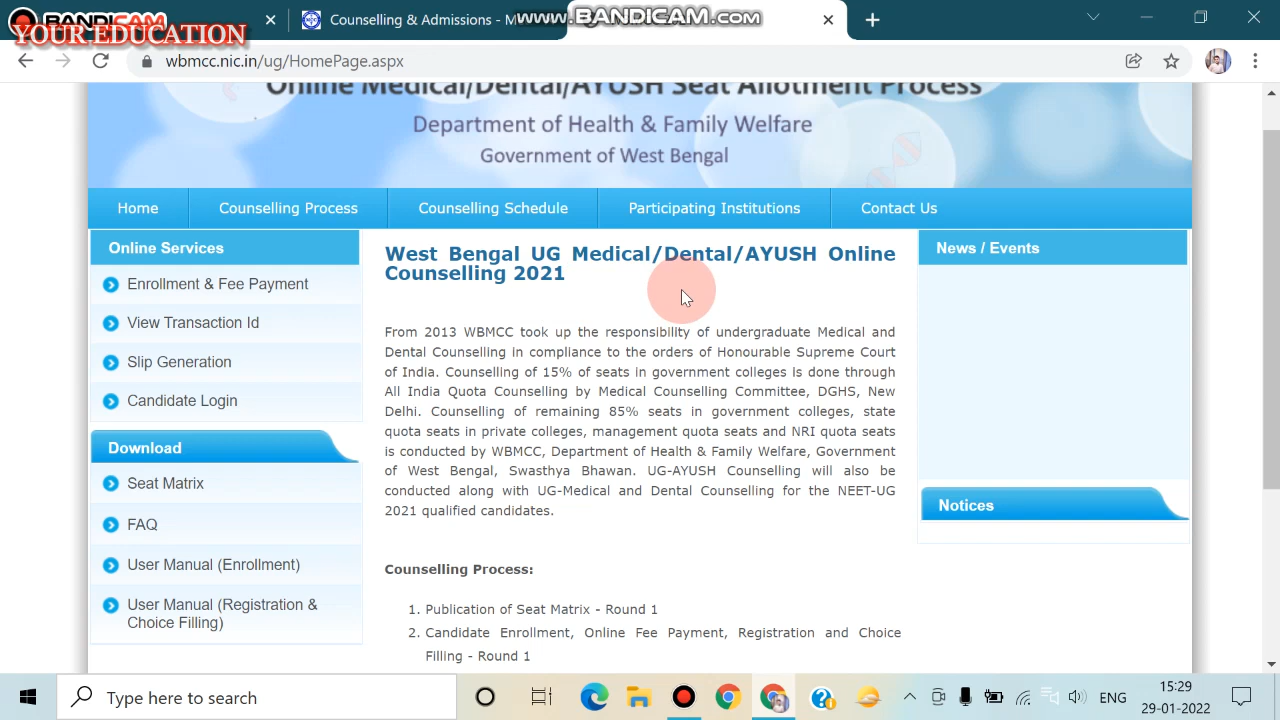 BANDICAM
YOUR EDUCATION
Counselling & Admissions - M
www.BANDICAM.com
wbmcc.nic.in/ug/HomePage.aspx
Online Medical/Dental/AYUSH Seat Allotment Process
Department of Health & Family Welfare
Government of West Bengal
Home
Counselling Process
Counselling Schedule
Participating Institutions
Contact Us
Online Services
Enrollment & Fee Payment
View Transaction Id
Slip Generation
Candidate Login
Download
Seat Matrix
FAQ
User Manual (Enrollment)
User Manual (Registration &
Choice Filling)
West Bengal UG Medical/Dental/AYUSH Online
Counselling 2021
From 2013 WBMCC took up the responsibility of undergraduate Medical and
Dental Counselling in compliance to the orders of Honourable Supreme Court
of India. Counselling of 15% of seats in government colleges is done through
All India Quota Counselling by Medical Counselling Committee, DGHS, New
Delhi. Counselling of remaining 85% seats in government colleges, state
quota seats in private colleges, management quota seats and NRI quota seats
is conducted by WBMCC, Department of Health & Family Welfare, Government
of West Bengal, Swasthya Bhawan. UG-AYUSH Counselling will also be
conducted along with UG-Medical and Dental Counselling for the NEET-UG
2021 qualified candidates.
Counselling Process:
1. Publication of Seat Matrix - Round 1
2. Candidate Enrollment, Online Fee Payment, Registration and Choice
Filling - Round 1
News / Events
Notices
Type here to search
ENG
15:29
29-01-2022